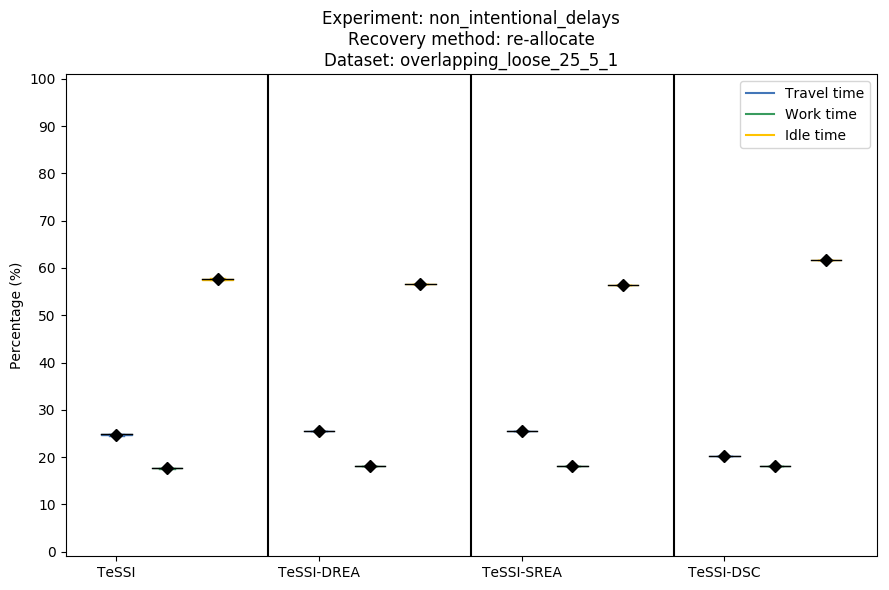 Experiment: non_intentional_delays
Recovery method: re-allocate
Dataset: overlapping_loose_25_5_1
Travel time
Work time
Idle time
Percentage (%)
100
90
80
70
60
50
40
30
20
10
0
TeSSI
TeSSI-DREA
TeSSI-SREA
TeSSI-DSC